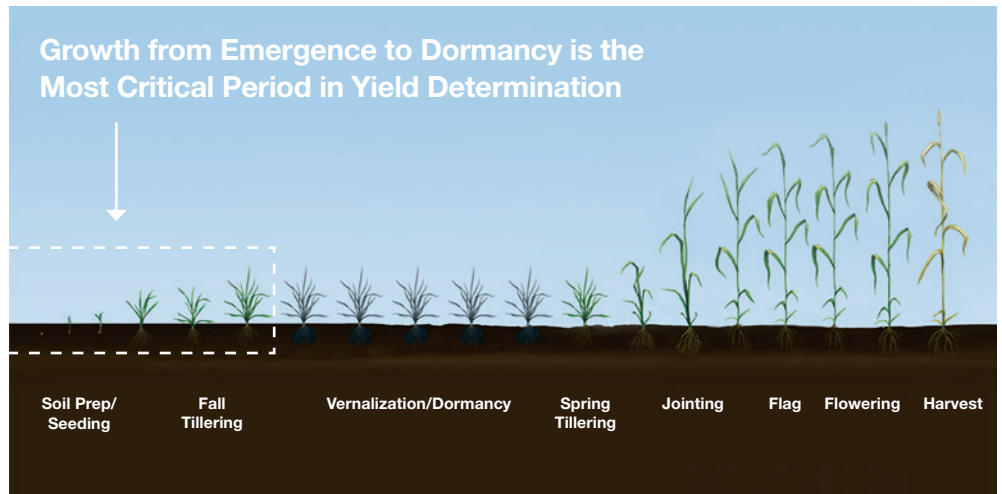 Growth from Emergence to Dormancy is the
Most Critical Period in Yield Determination
Soil Prep/
Seeding
Fall
Tillering
Vernalization/Dormancy
Spring
Tillering
Jointing
Flag
Flowering
Harvest